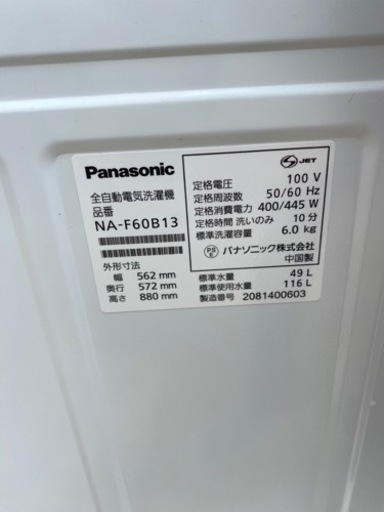 Panasonic
全自動電気洗濯機
品番
NA-F60B13
外形寸法
幅 562 mm
奥行 572 mm
高さ 880 mm
S JET
定格電圧 100 V
定格周波数 50/60 Hz
定格消費電力 400/445 W
定格時間 洗いのみ 10分
標準洗濯容量 6.0 kg
PS E パナソニック株式会社
中国製
標準水量 49 L
標準使用水量 116 L
製造番号 2081400603